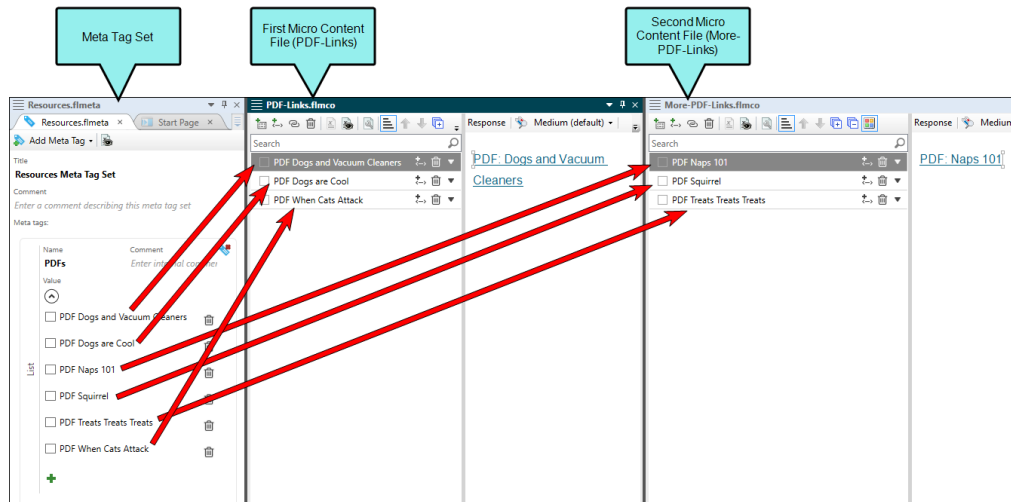 Meta Tag Set
First Micro Content
File (PDF-Links)
Second Micro
Content File (More-
PDF-Links)
Resources.flmeta
Resources.flmeta
Start Page
Add Meta Tag
Title
Resources Meta Tag Set
Comment
Enter a comment describing this meta tag set
Meta tags:
Name
Comment
PDFs
Enter internal
Value
List
PDF Dogs and Vacuum Cleaners
PDF Dogs are Cool
PDF Naps 101
PDF Squirrel
PDF Treats Treats Treats
PDF When Cats Attack
PDF-Links.flmco
Response
Medium (default)
Search
PDF Dogs and Vacuum Cleaners
PDF Dogs are Cool
PDF When Cats Attack
PDF: Dogs and Vacuum
Cleaners
More-PDF-Links.flmco
Response
Medium
Search
PDF Naps 101
PDF Squirrel
PDF Treats Treats Treats
PDF: Naps 101